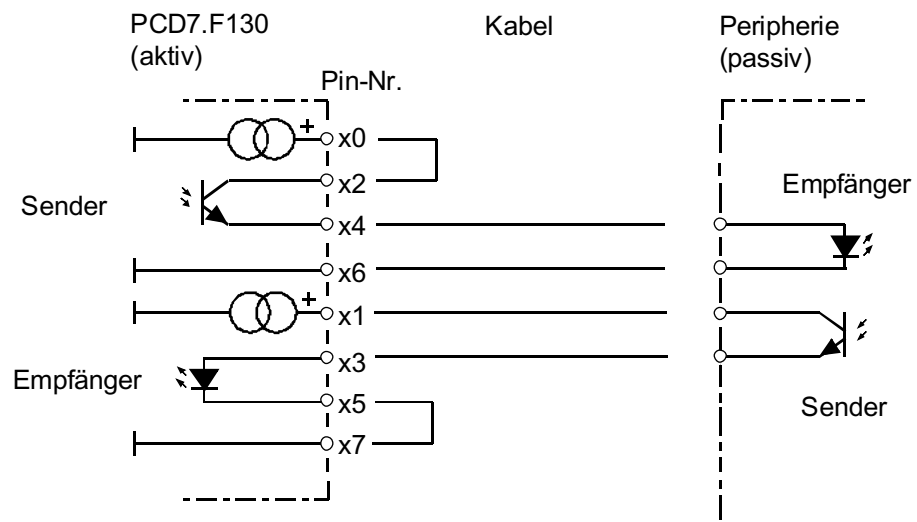 PCD7.F130
(aktiv)
Kabel
Peripherie
(passiv)
Pin-Nr.
+
x0
x2
Sender
x4
x6
+
x1
x3
Empfänger
x5
x7
Empfänger
Sender